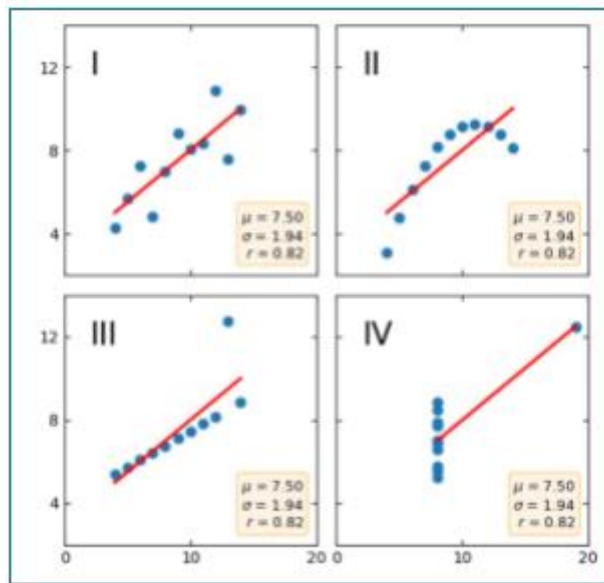 I
II
12
8
4
μ = 7.50
σ = 1.94
r = 0.82
μ = 7.50
σ = 1.94
r = 0.82
III
IV
12
8
4
μ = 7.50
σ = 1.94
r = 0.82
μ = 7.50
σ = 1.94
r = 0.82
0
10
20
0
10
20